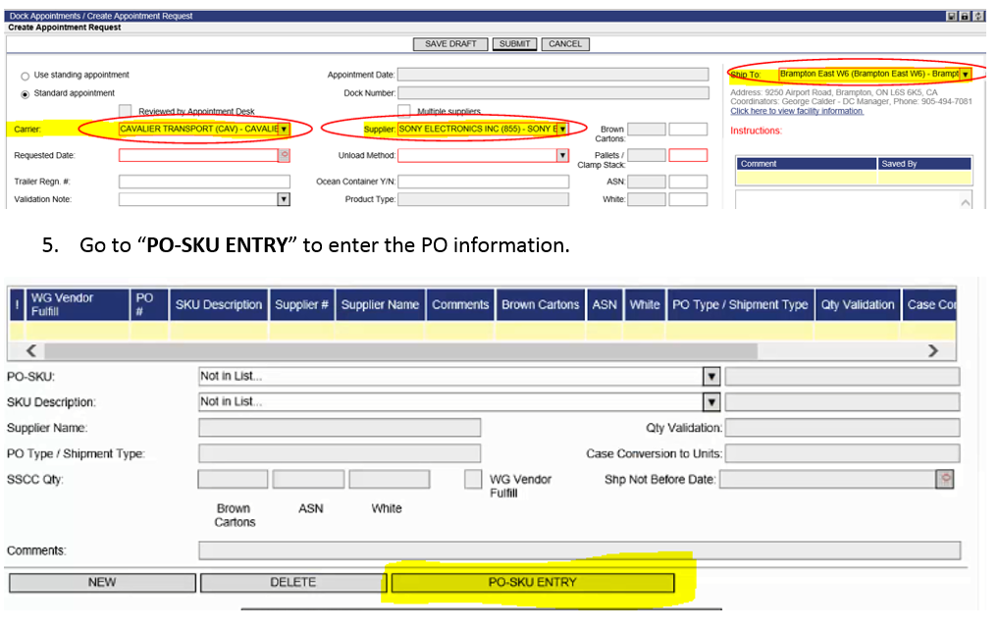 Dock Appointments / Create Appointment Request
Create Appointment Request
SAVE DRAFT SUBMIT CANCEL
Use standing appointment Appointment Date: Ship To: Brampton East W6 (Brampton East W6) - Brampt
Standard appointment Dock Number: Address: 9250 Airport Road, Brampton, ON L6S 6K5, CA
Coordinators: George Calder - DC Manager, Phone: 905-494-7081
Reviewed by Appointment Desk Multiple suppliers Click here to view facility information
Carrier: CAVALIER TRANSPORT (CAV) - CAVALIE Supplier: SONY ELECTRONICS INC (855) - SONY E Brown Cartons: Instructions:
Requested Date: Unload Method: Pallets / Clamp Stack:
Comment Saved By
Trailer Regn. #: Ocean Container Y/N: ASN:
Validation Note: Product Type: White:
5. Go to “PO-SKU ENTRY” to enter the PO information.
! WG Vendor Fulfill PO # SKU Description Supplier # Supplier Name Comments Brown Cartons ASN White PO Type / Shipment Type Qty Validation Case Con
PO-SKU: Not in List...
SKU Description: Not in List...
Supplier Name: Qty Validation:
PO Type / Shipment Type: Case Conversion to Units:
SSCC Qty: WG Vendor Fulfill Shp Not Before Date:
Brown Cartons ASN White
Comments:
NEW DELETE PO-SKU ENTRY